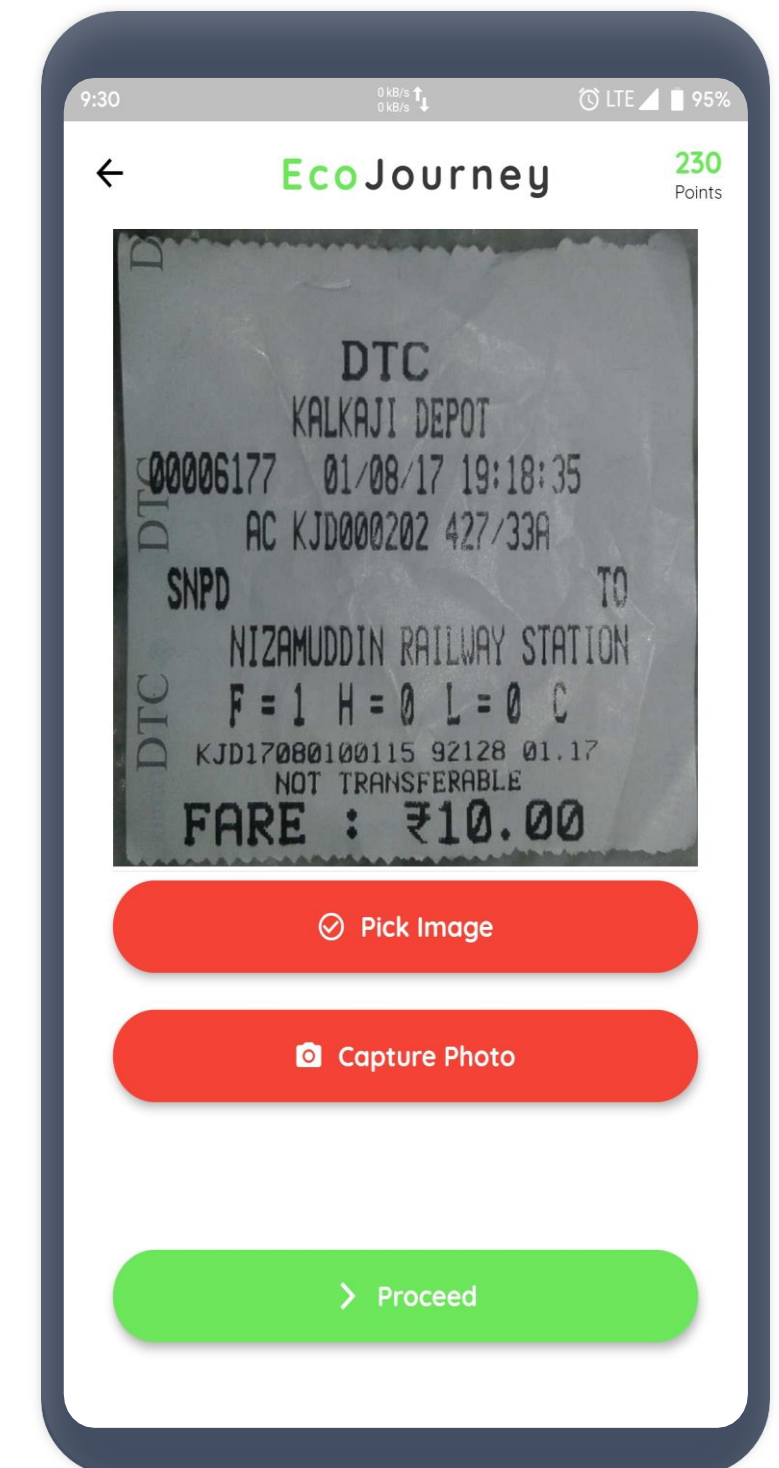 9:30 0 kB/s LTE 95%
0 kB/s
EcoJourney 230
Points
D
DTC
KALKAJI DEPOT
00006177 01/08/17 19:18:35
DTC
AC KJD000202 427/33A
SNPD TO
NIZAMUDDIN RAILWAY STATION
F = 1 H = 0 L = 0 C
DTC
KJD17080100115 92128 01.17
NOT TRANSFERABLE
FARE : ₹10.00
Pick Image
Capture Photo
Proceed